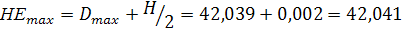 HE_max = D_max + H/2 = 42,039 + 0,002 = 42,041